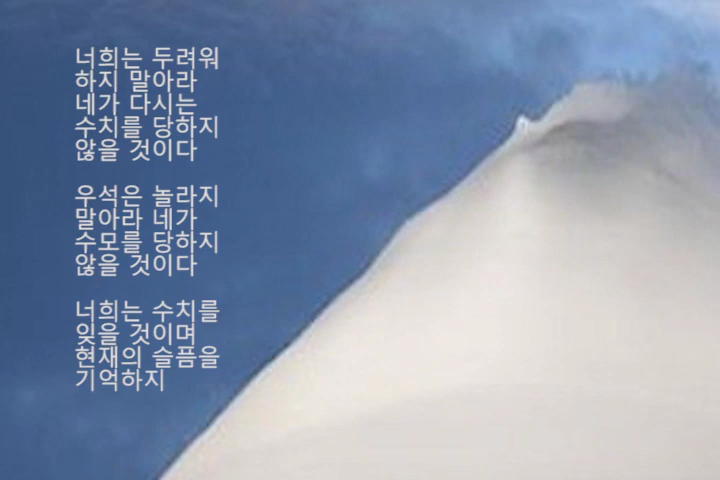 너희는 두려워
하지 말아라
네가 다시는
수치를 당하지
않을 것이다
우석은 놀라지
말아라 네가
수모를 당하지
않을 것이다
너희는 수치를
잊을 것이며
현재의 슬픔을
기억하지